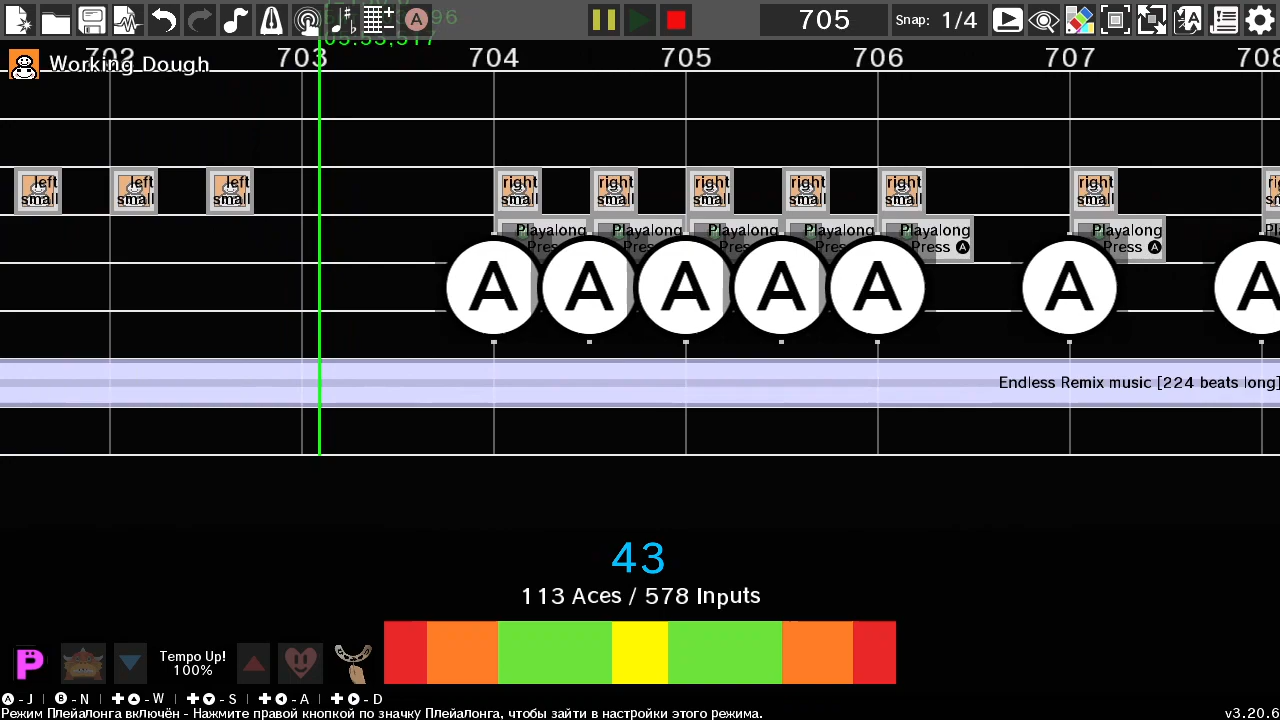 705
Snap: 1/4
05:55,517
Working Dough
702 703 704 705 706 707 708
left small left small left small right small right small right small right small right small right small
Playalong Press A Playalong Press A
Playalong Playalong Playalong Playalong
A A A A A A A
Endless Remix music [224 beats long]
43
113 Aces / 578 Inputs
P
Tempo Up!
100%
A - J | B - N | - W | - S | - A | - D
Режим Плейалонга включён - Нажмите правой кнопкой по значку Плейалонга, чтобы зайти в настройки этого режима.
v3.20.6